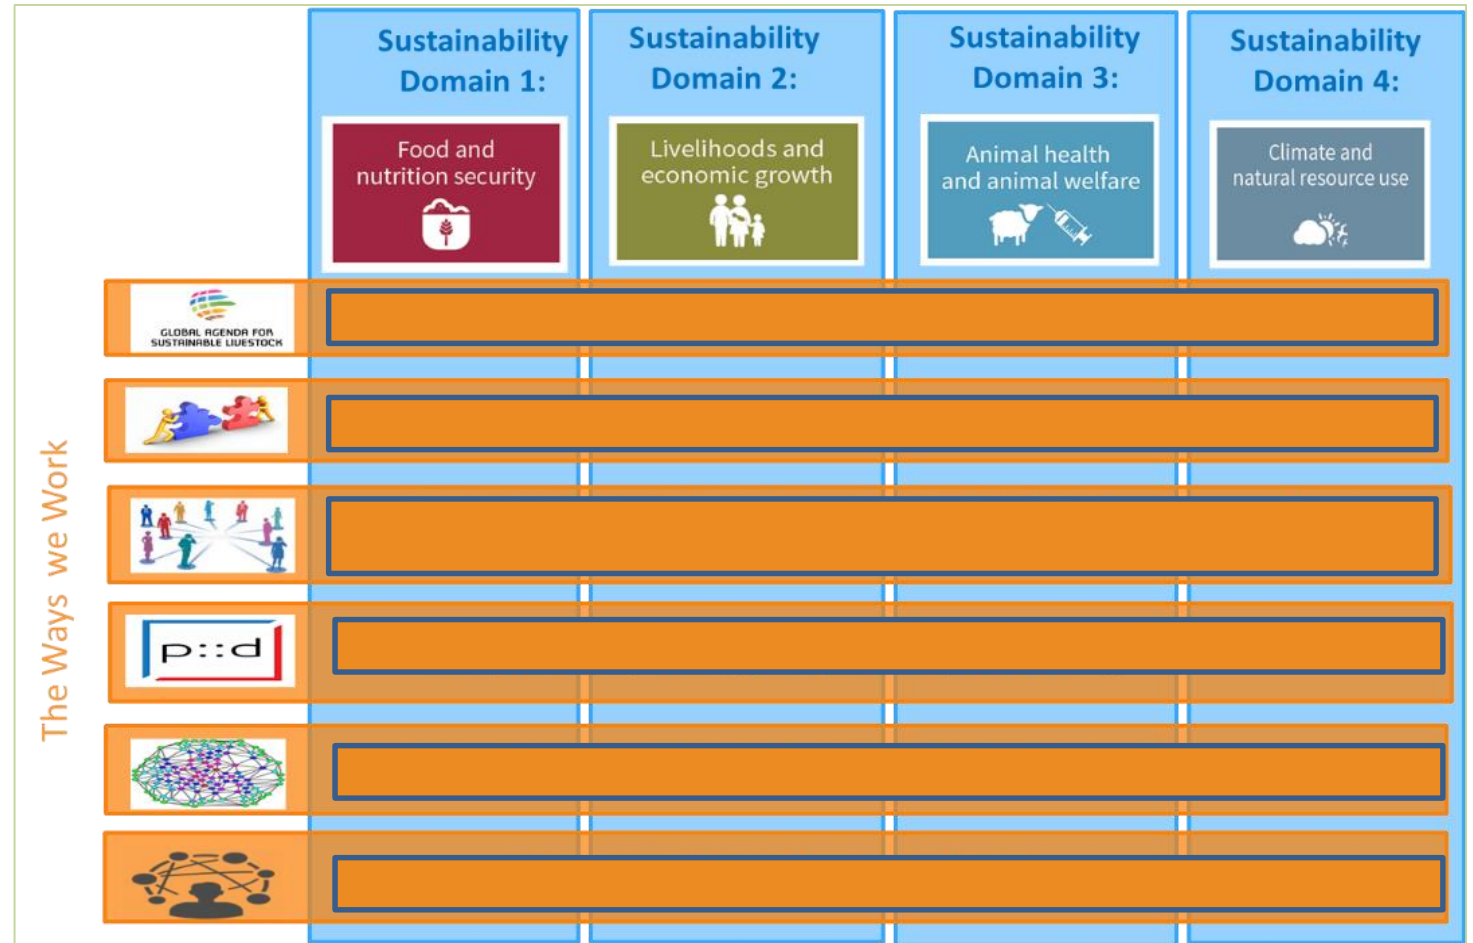 Sustainability
Domain 1:
Sustainability
Domain 2:
Sustainability
Domain 3:
Sustainability
Domain 4:
Food and
nutrition security
Livelihoods and
economic growth
Animal health
and animal welfare
Climate and
natural resource use
The Ways we Work
GLOBAL AGENDA FOR
SUSTAINABLE LIVESTOCK
p::d